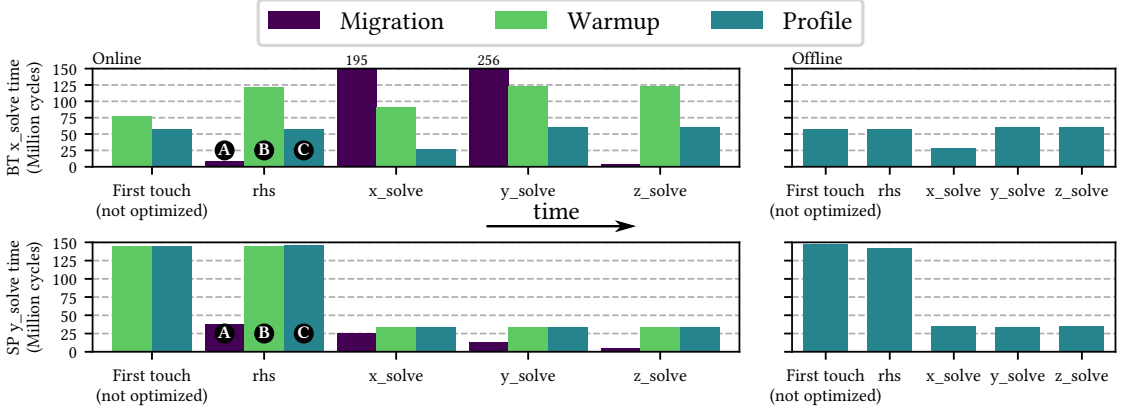 Migration Warmup Profile
BT x_solve time
(Million cycles)
Online
195
256
150
125
100
75
50
25
0
A B C
First touch
(not optimized)
rhs
x_solve
y_solve
z_solve
Offline
First touch
(not optimized)
rhs
x_solve
y_solve
z_solve
time
SP y_solve time
(Million cycles)
150
125
100
75
50
25
0
A B C
First touch
(not optimized)
rhs
x_solve
y_solve
z_solve
First touch
(not optimized)
rhs
x_solve
y_solve
z_solve